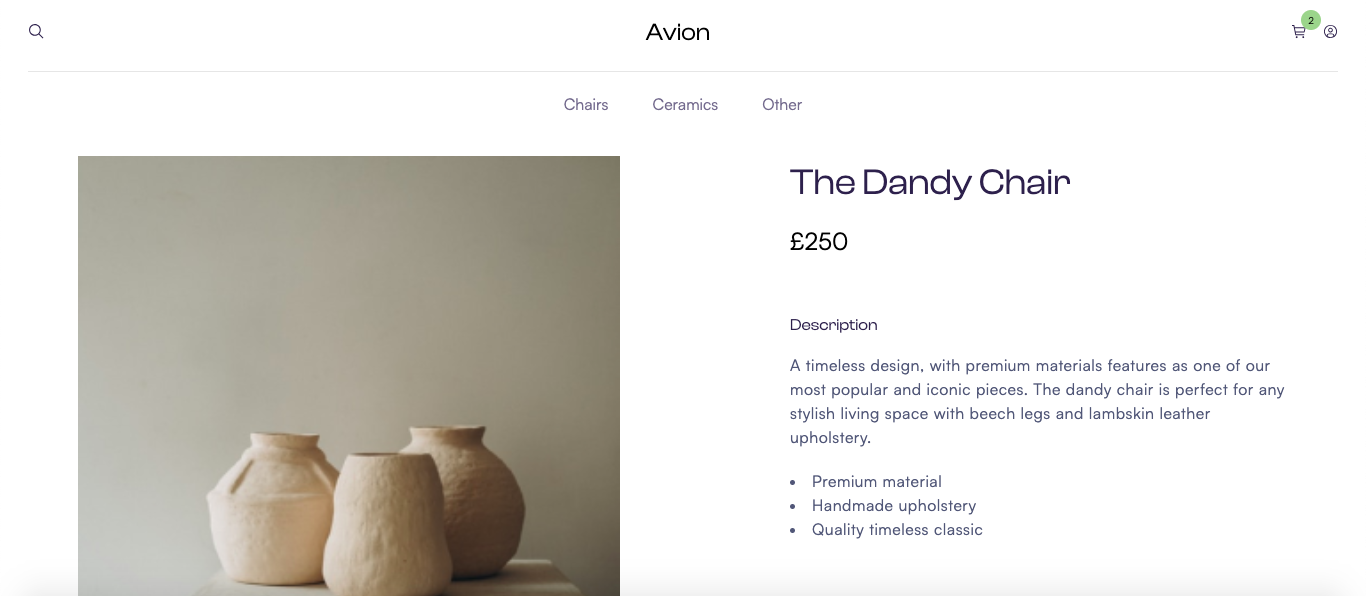 Avion
2
Chairs Ceramics Other
The Dandy Chair
£250
Description
A timeless design, with premium materials features as one of our
most popular and iconic pieces. The dandy chair is perfect for any
stylish living space with beech legs and lambskin leather
upholstery.
• Premium material
• Handmade upholstery
• Quality timeless classic